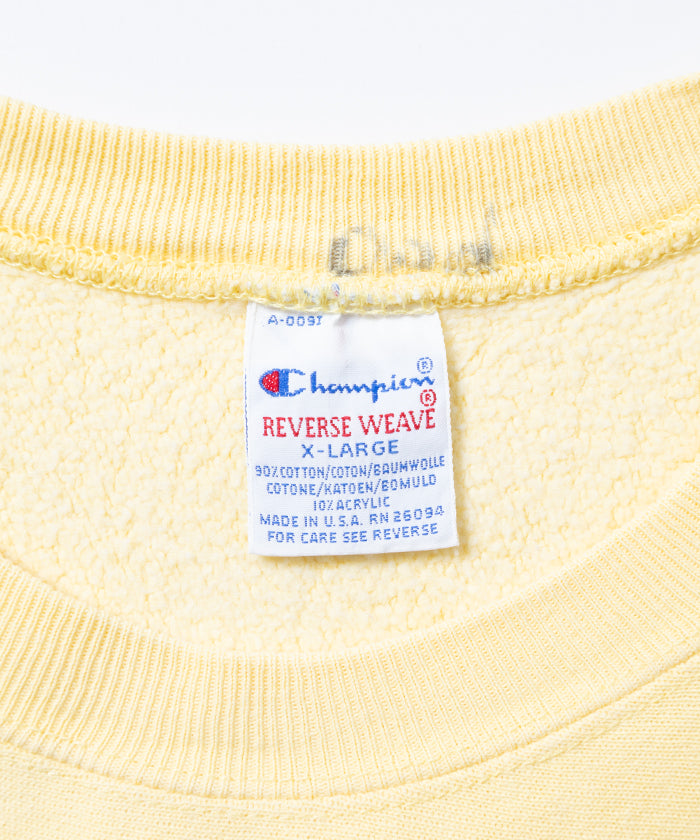 A-0091
Champion®
REVERSE WEAVE®
X-LARGE
90% COTTON/COTON/BAUMWOLLE
COTONE/KATOEN/BOMULD
10% ACRYLIC
MADE IN U.S.A. RN 26094
FOR CARE SEE REVERSE